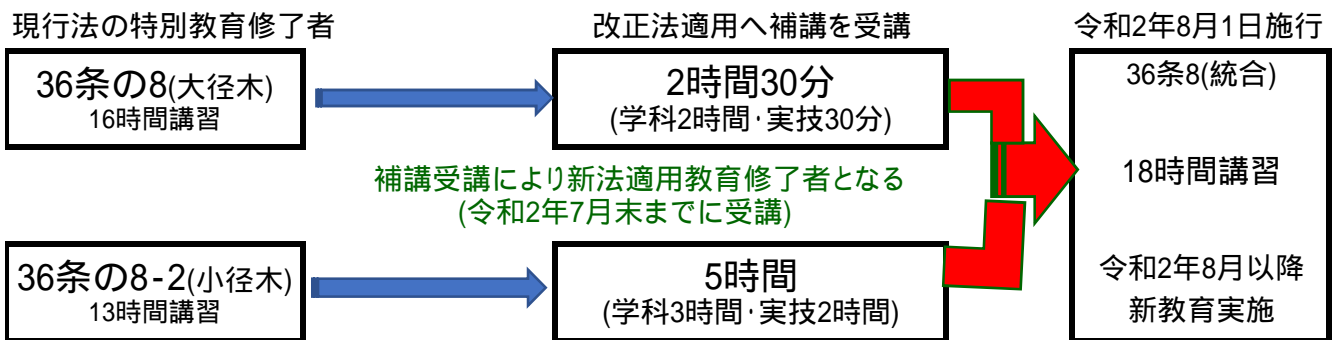 現行法の特別教育修了者
改正法適用へ補講を受講
令和2年8月1日施行
36条の8(大径木)
16時間講習
2時間30分
(学科2時間・実技30分)
36条8(統合)
補講受講により新法適用教育修了者となる
(令和2年7月末までに受講)
18時間講習
36条の8-2(小径木)
13時間講習
5時間
(学科3時間・実技2時間)
令和2年8月以降
新教育実施